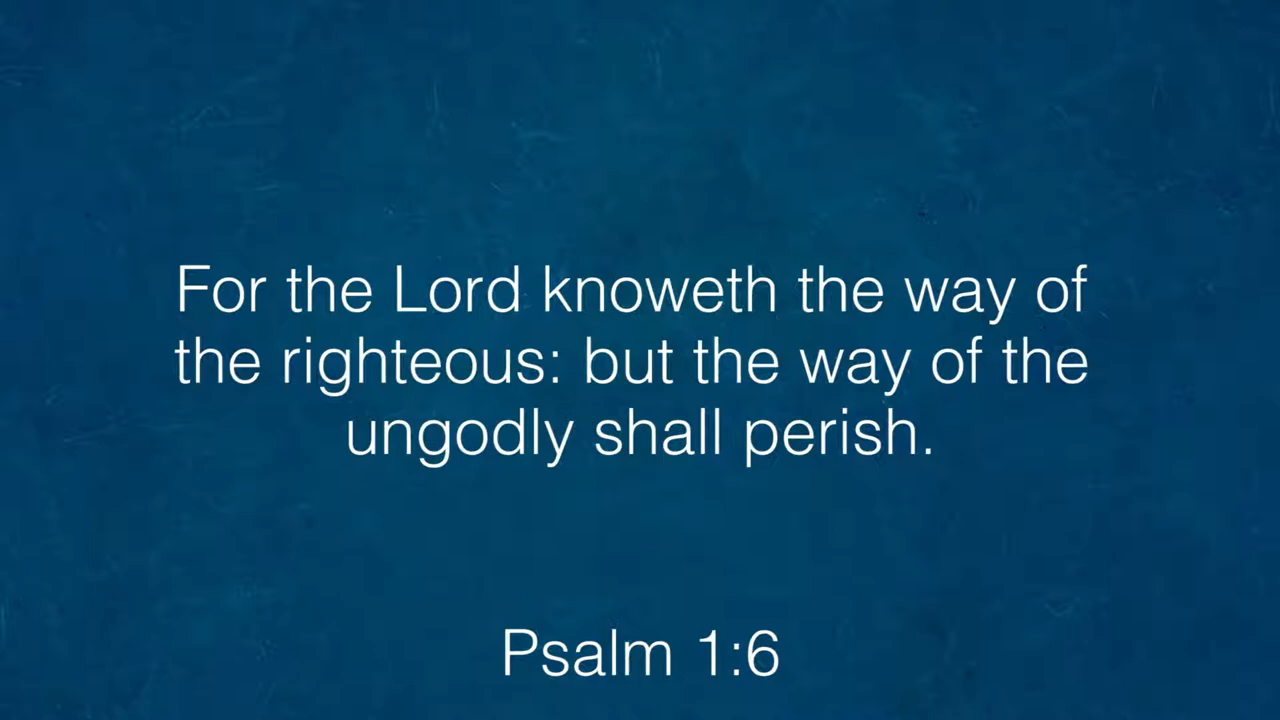 For the Lord knoweth the way of
the righteous: but the way of the
ungodly shall perish.
Psalm 1:6